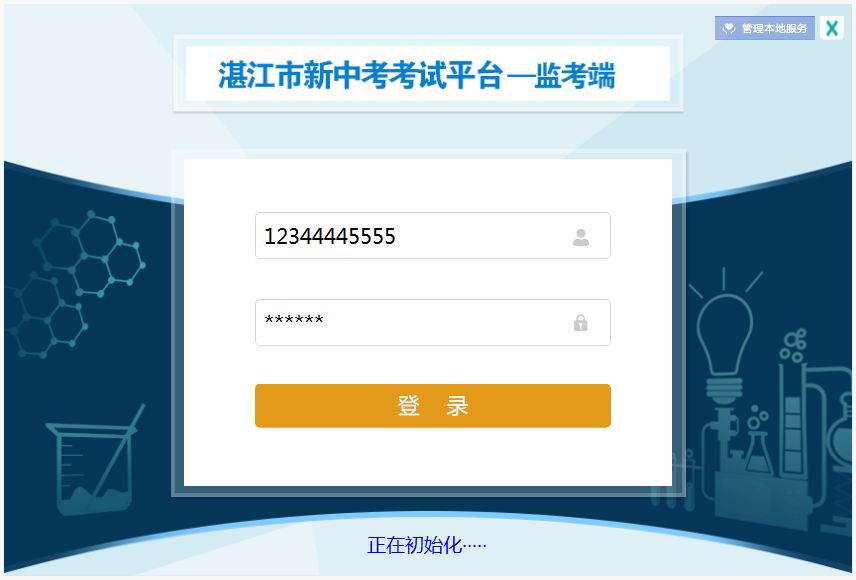 管理本地服务
湛江市新中考考试平台—监考端
12344445555
******
登 录
正在初始化·····